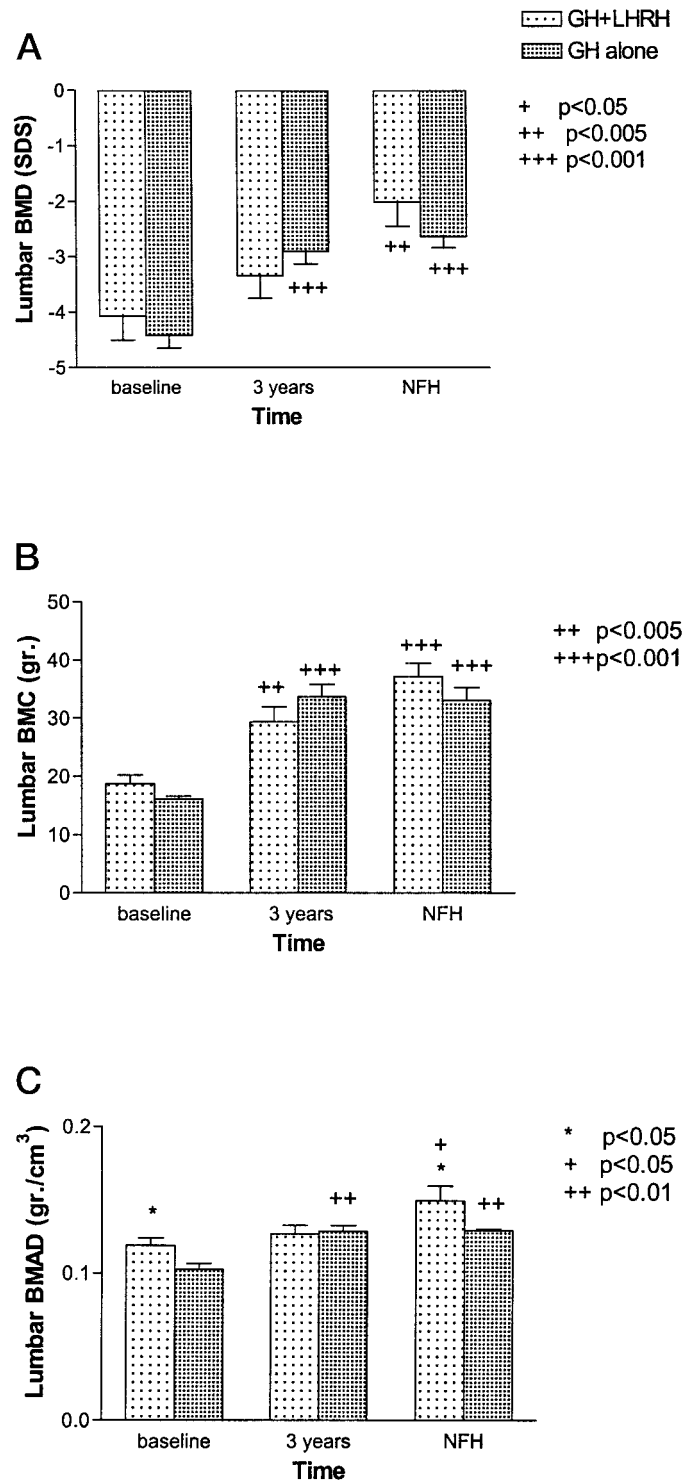 GH+LHRH
A
GH alone
0
+ p<0.05
-1
++ p<0.005
+++ p<0.001
-2
++
-3
+++
+++
-4
-5
Lumbar BMD (SDS)
baseline 3 years NFH
Time
B
50
++ p<0.005
+++ p<0.001
40
+++
+++
+++
++
30
20
10
0
Lumbar BMC (gr.)
baseline 3 years NFH
Time
C
0.2
* p<0.05
+ p<0.05
++ p<0.01
+
*
++
++
*
0.1
0.0
Lumbar BMAD (gr./cm³)
baseline 3 years NFH
Time